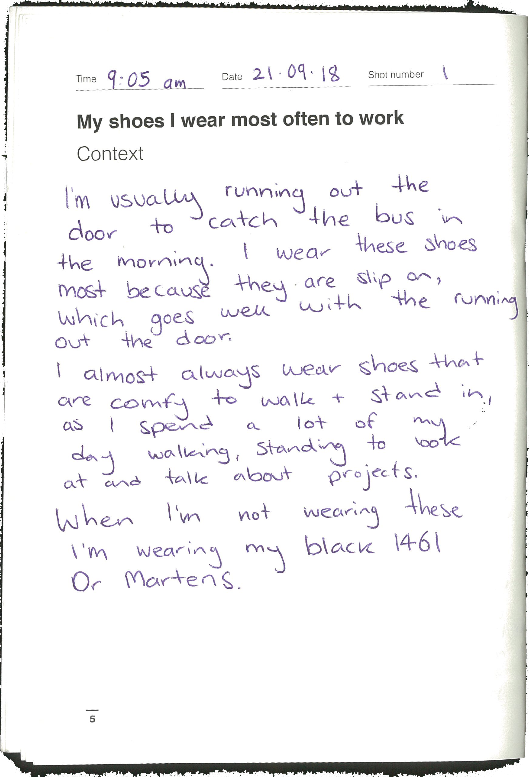 Time 9:05 am Date 21.09.18 Shot number 1
My shoes I wear most often to work
Context
I'm usually running out the
door to catch the bus in
the morning. I wear these shoes
most because they are slip on,
which goes well with the running
out the door.
I almost always wear shoes that
are comfy to walk + stand in,
as I spend a lot of my
day walking, standing to look
at and talk about projects.
When I'm not wearing these
I'm wearing my black 1461
Dr Martens.
5